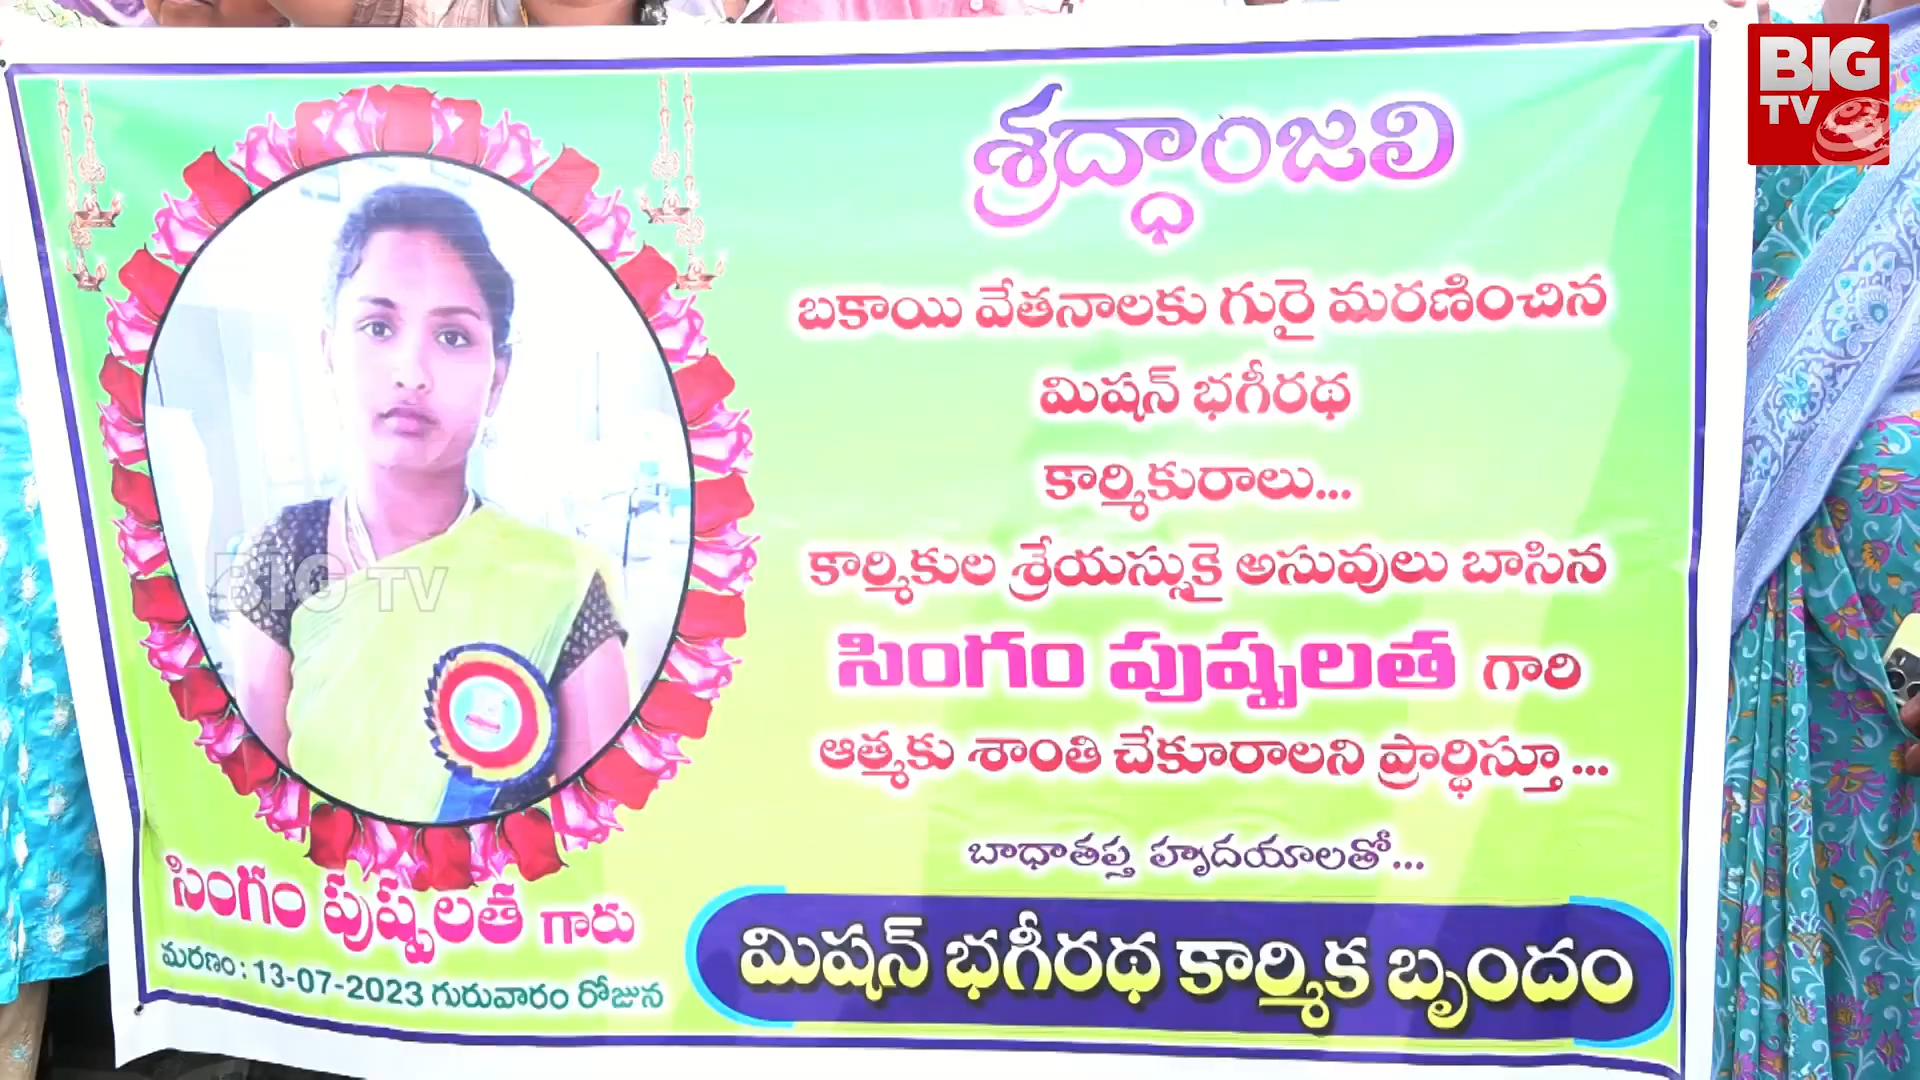 BIG
TV
శ్రద్ధాంజలి
బకాయి వేతనాలకు గురై మరణించిన
మిషన్ భగీరథ
కార్మికురాలు...
కార్మికుల శ్రేయస్సుకై అసువులు బాసిన
సింగం పుష్పలత గారి
ఆత్మకు శాంతి చేకూరాలని ప్రార్థిస్తూ...
బాధాతప్త హృదయాలతో...
మిషన్ భగీరథ కార్మిక బృందం
BIG TV
సింగం పుష్పలత గారు
మరణం : 13-07-2023 గురువారం రోజున